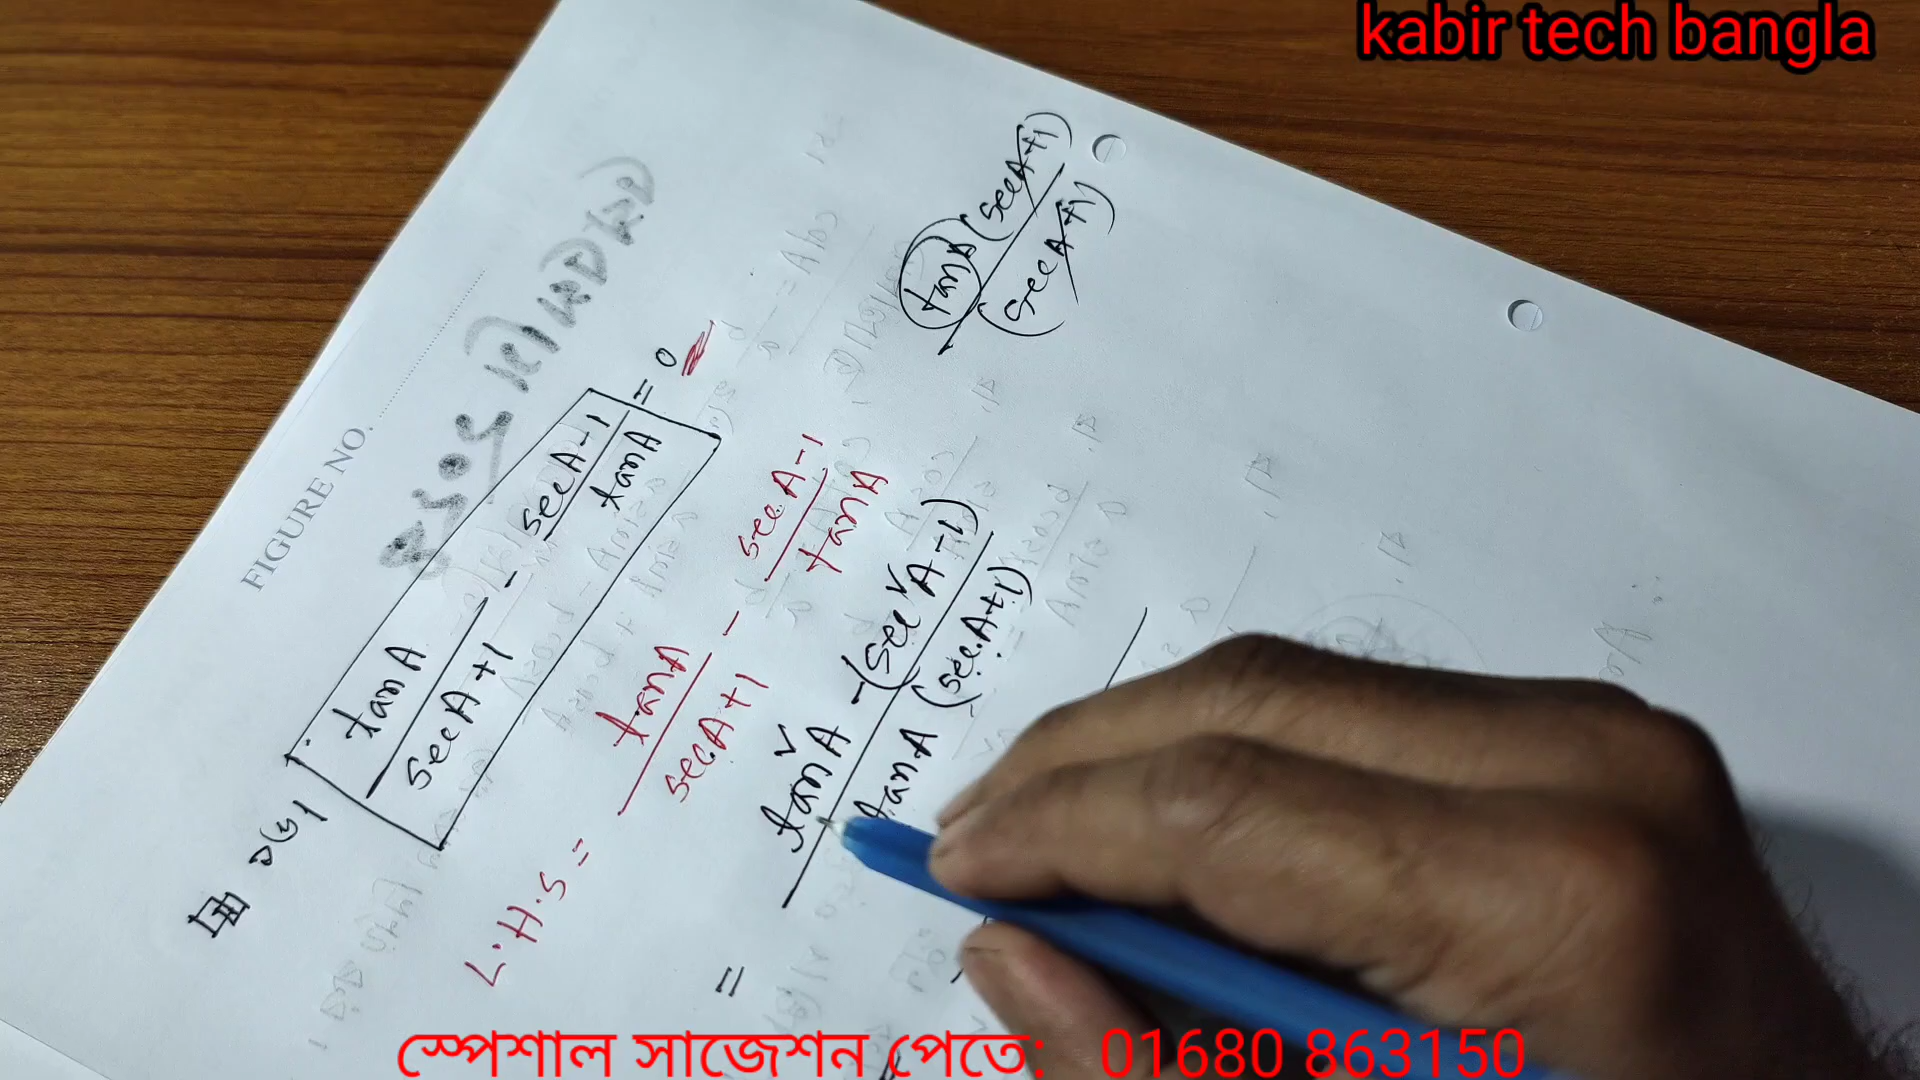 kabir tech bangla
FIGURE NO.
tanA / secA+1 - secA-1 / tanA = 0
L.H.S = tanA / secA+1 - secA-1 / tanA
= tan²A - (sec²A-1) / tanA (secA+1)
tanA (secA+1) / (secA+1)
স্পেশাল সাজেশন পেতে: 01680 863150